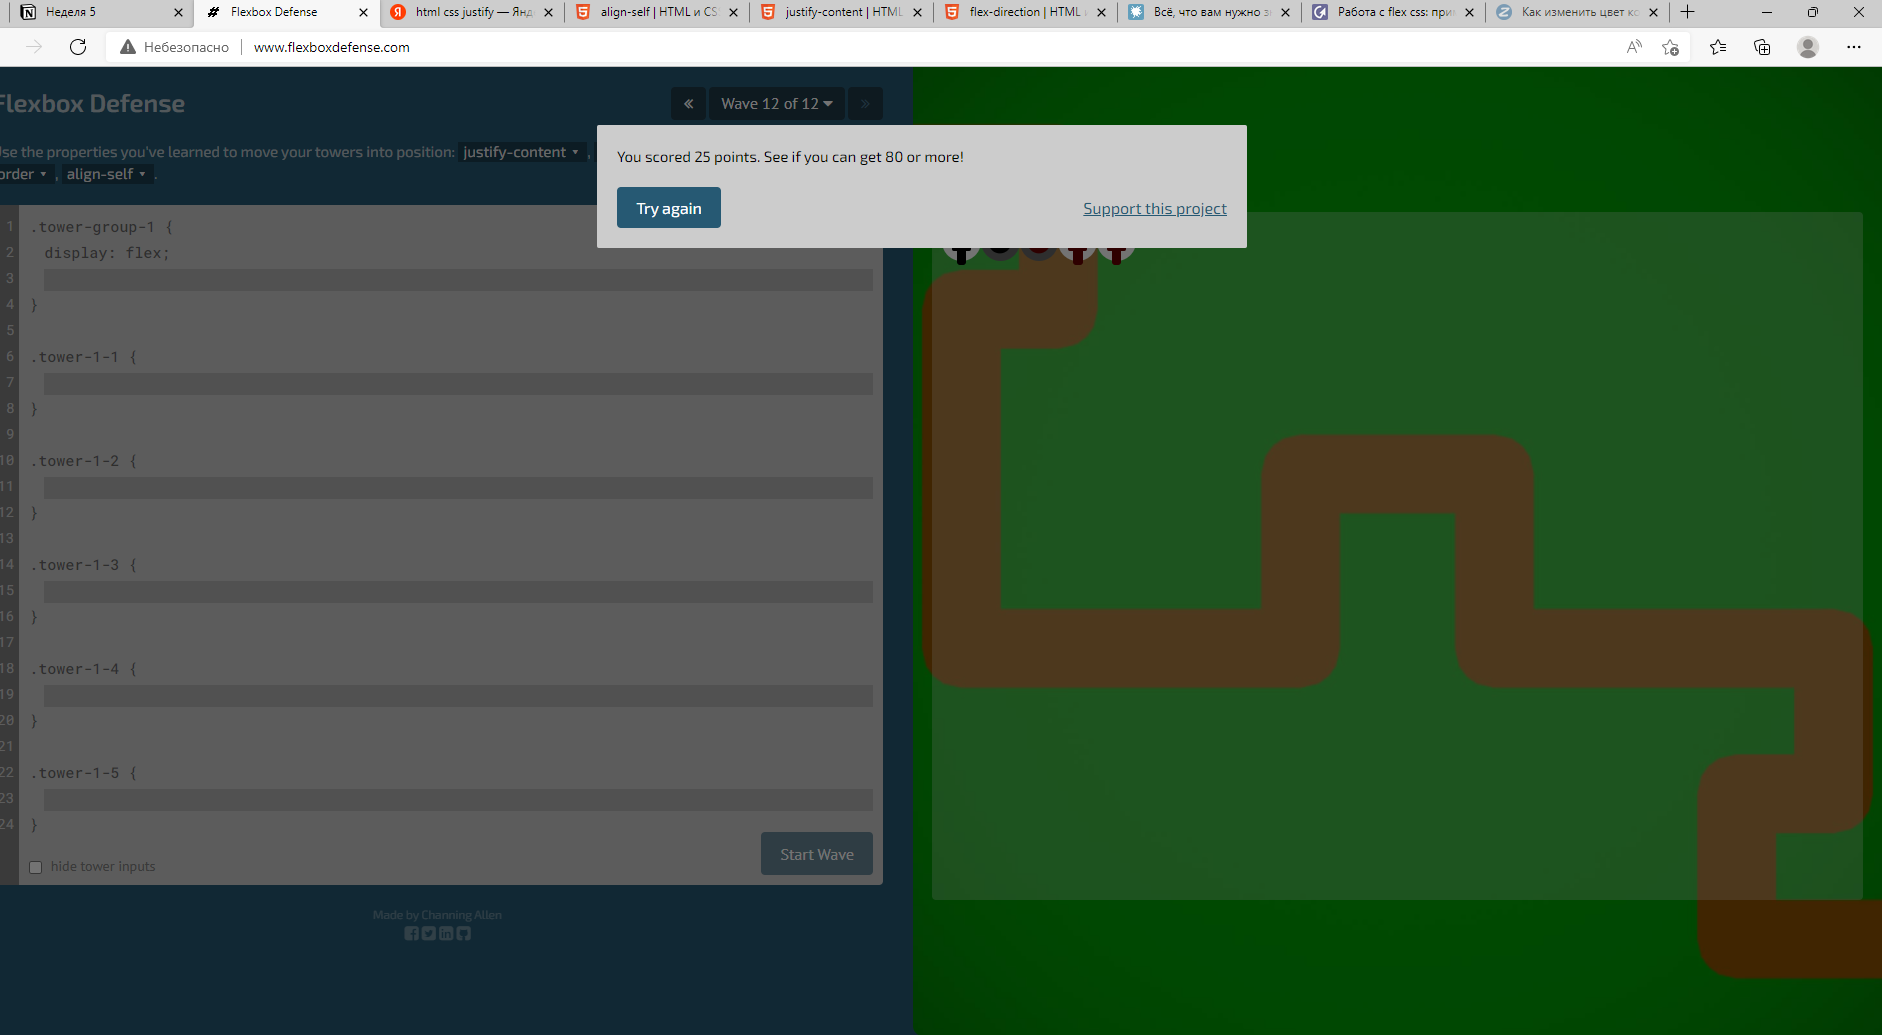 Неделя 5
Flexbox Defense
html css justify — Янд
align-self | HTML и CS
justify-content | HTML
flex-direction | HTML
Всё, что вам нужно з
Работа с flex css: при
Как изменить цвет ко
Небезопасно
www.flexboxdefense.com
Flexbox Defense
Wave 12 of 12
se the properties you've learned to move your towers into position: justify-content ,
order , align-self .
You scored 25 points. See if you can get 80 or more!
Try again
Support this project
1 .tower-group-1 {
2 display: flex;
3
4 }
5
6 .tower-1-1 {
7
8 }
9
10 .tower-1-2 {
11
12 }
13
14 .tower-1-3 {
15
16 }
17
18 .tower-1-4 {
19
20 }
21
22 .tower-1-5 {
23
24 }
hide tower inputs
Start Wave
Made by Channing Allen